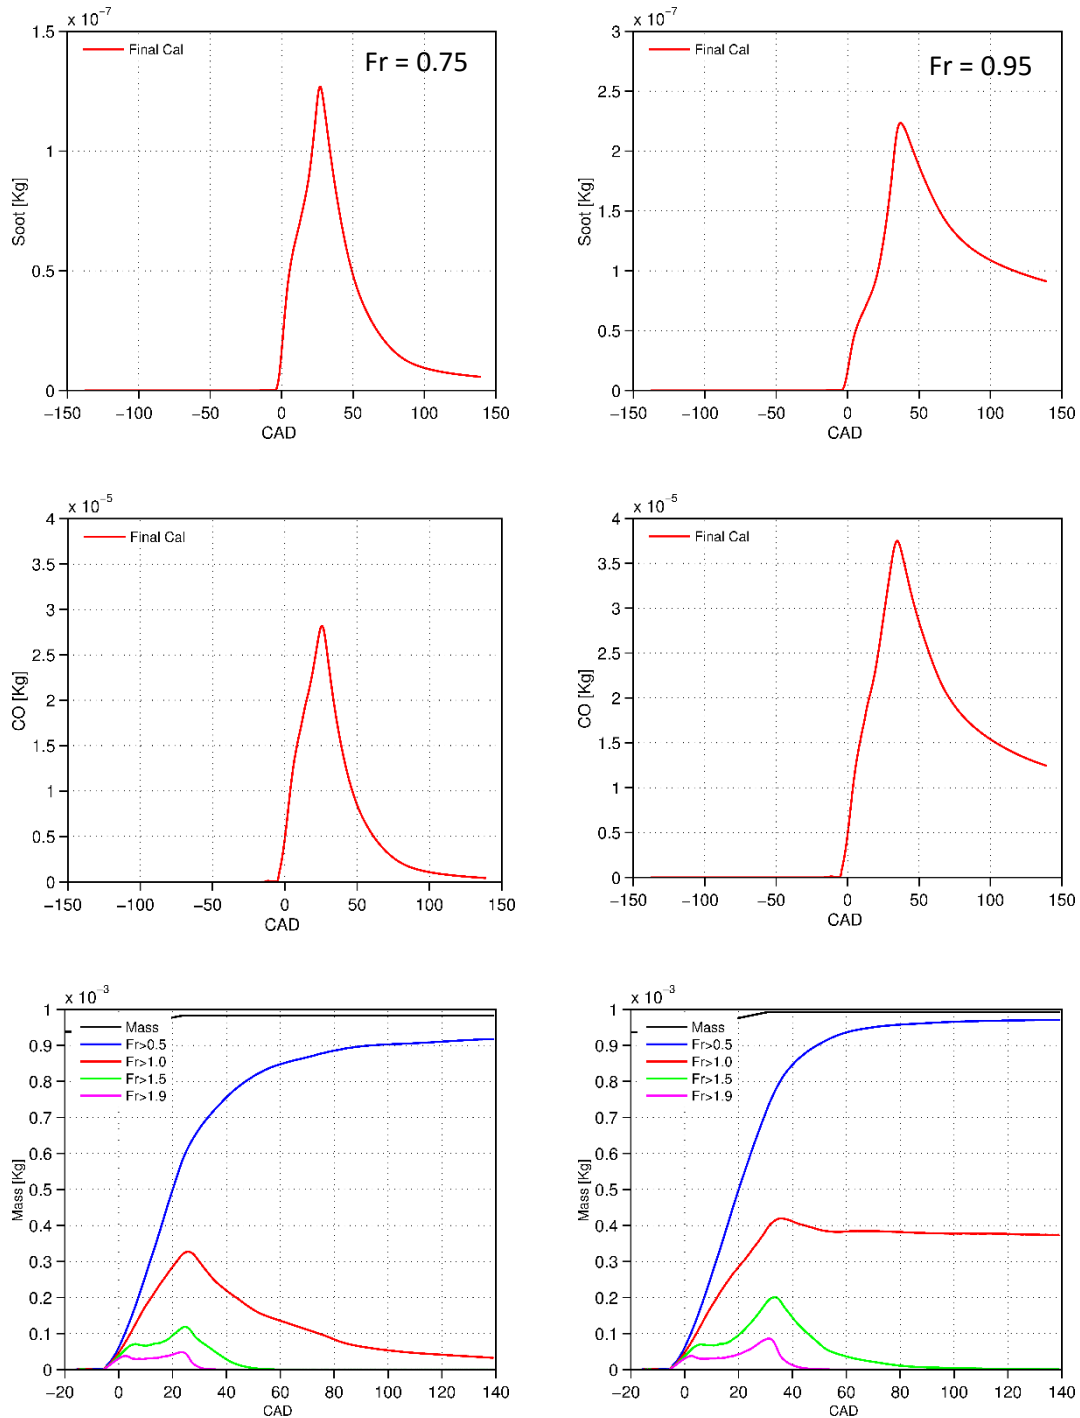 x 10⁻⁷
1.5
1
0.5
0
Soot [Kg]
Final Cal
Fr = 0.75
−150 −100 −50 0 50 100 150
CAD
x 10⁻⁷
3
2.5
2
1.5
1
0.5
0
Soot [Kg]
Final Cal
Fr = 0.95
−150 −100 −50 0 50 100 150
CAD
x 10⁻⁵
4
3.5
3
2.5
2
1.5
1
0.5
0
CO [Kg]
Final Cal
−150 −100 −50 0 50 100 150
CAD
x 10⁻⁵
4
3.5
3
2.5
2
1.5
1
0.5
0
CO [Kg]
Final Cal
−150 −100 −50 0 50 100 150
CAD
x 10⁻³
1
0.9
0.8
0.7
0.6
0.5
0.4
0.3
0.2
0.1
0
Mass [Kg]
Mass
Fr>0.5
Fr>1.0
Fr>1.5
Fr>1.9
−20 0 20 40 60 80 100 120 140
CAD
x 10⁻³
1
0.9
0.8
0.7
0.6
0.5
0.4
0.3
0.2
0.1
0
Mass [Kg]
Mass
Fr>0.5
Fr>1.0
Fr>1.5
Fr>1.9
−20 0 20 40 60 80 100 120 140
CAD